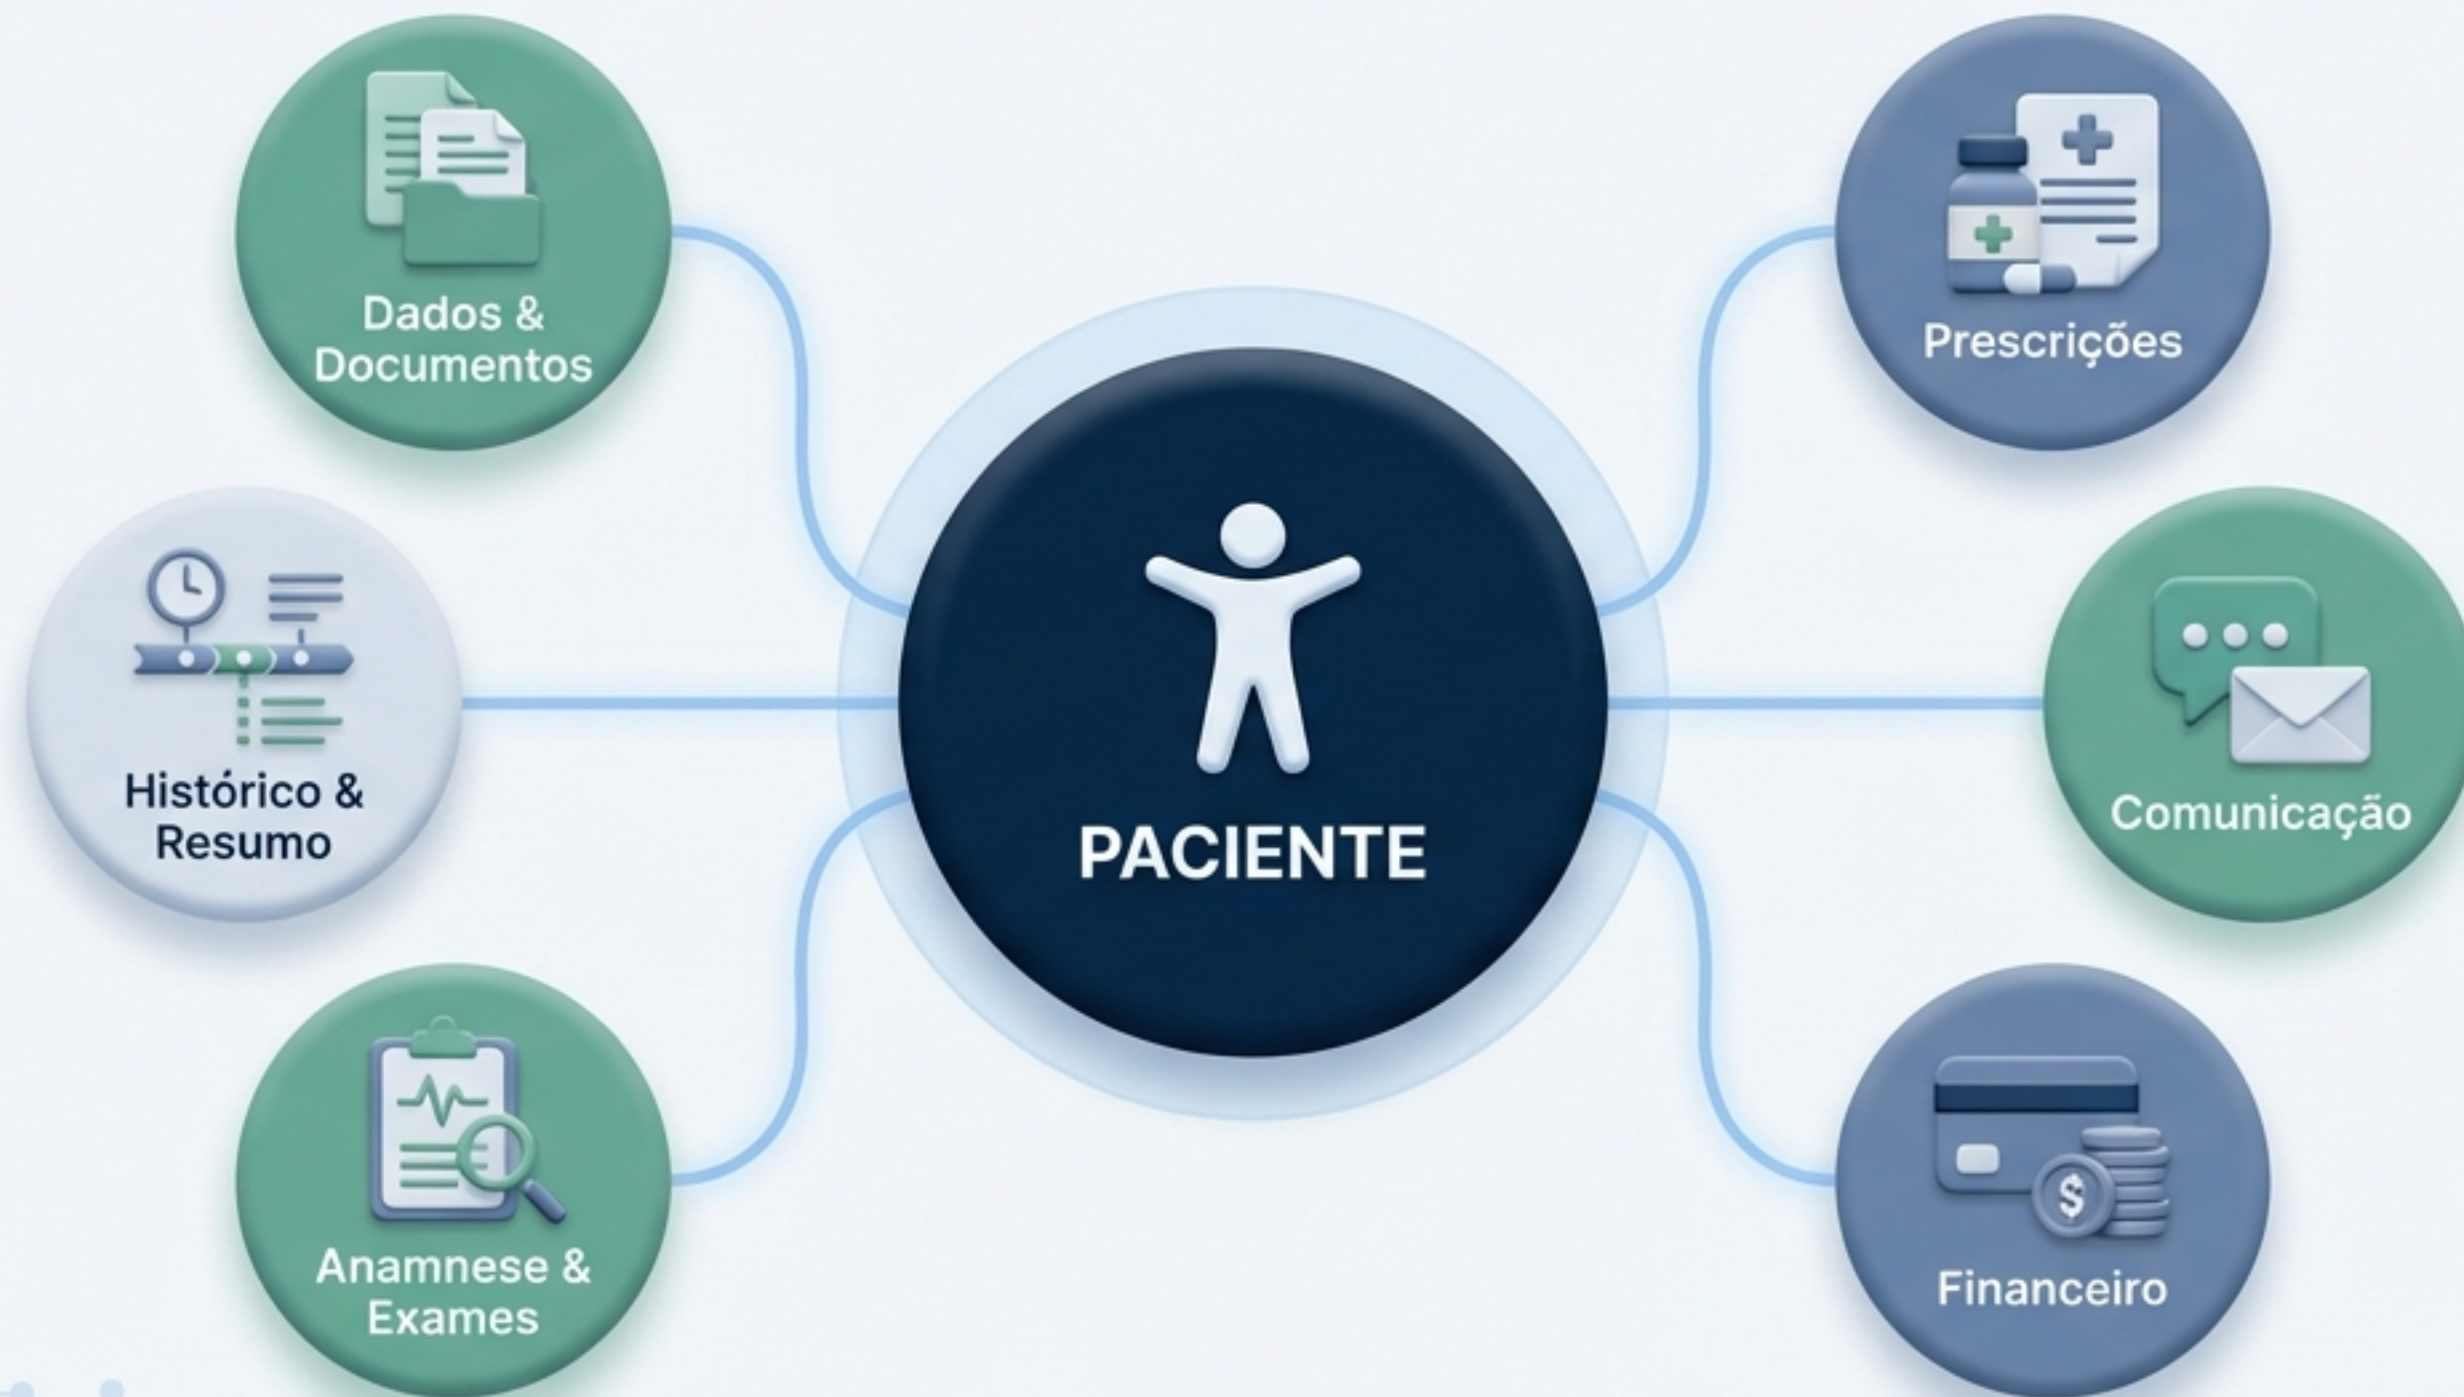 Dados &
Documentos
Prescrições
Histórico &
Resumo
PACIENTE
Comunicação
Anamnese &
Exames
$
Financeiro